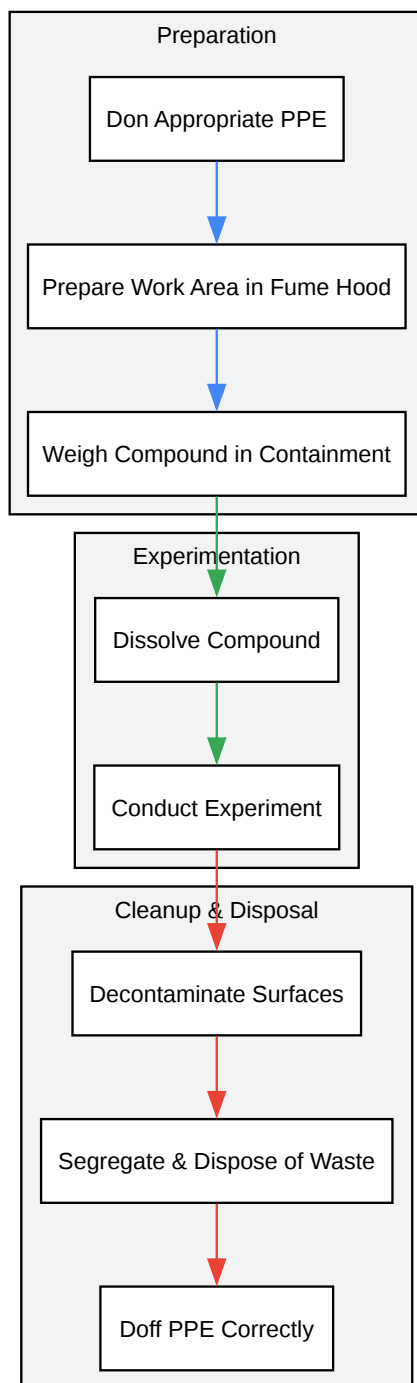 Preparation
Don Appropriate PPE
Prepare Work Area in Fume Hood
Weigh Compound in Containment
Experimentation
Dissolve Compound
Conduct Experiment
Cleanup & Disposal
Decontaminate Surfaces
Segregate & Dispose of Waste
Doff PPE Correctly